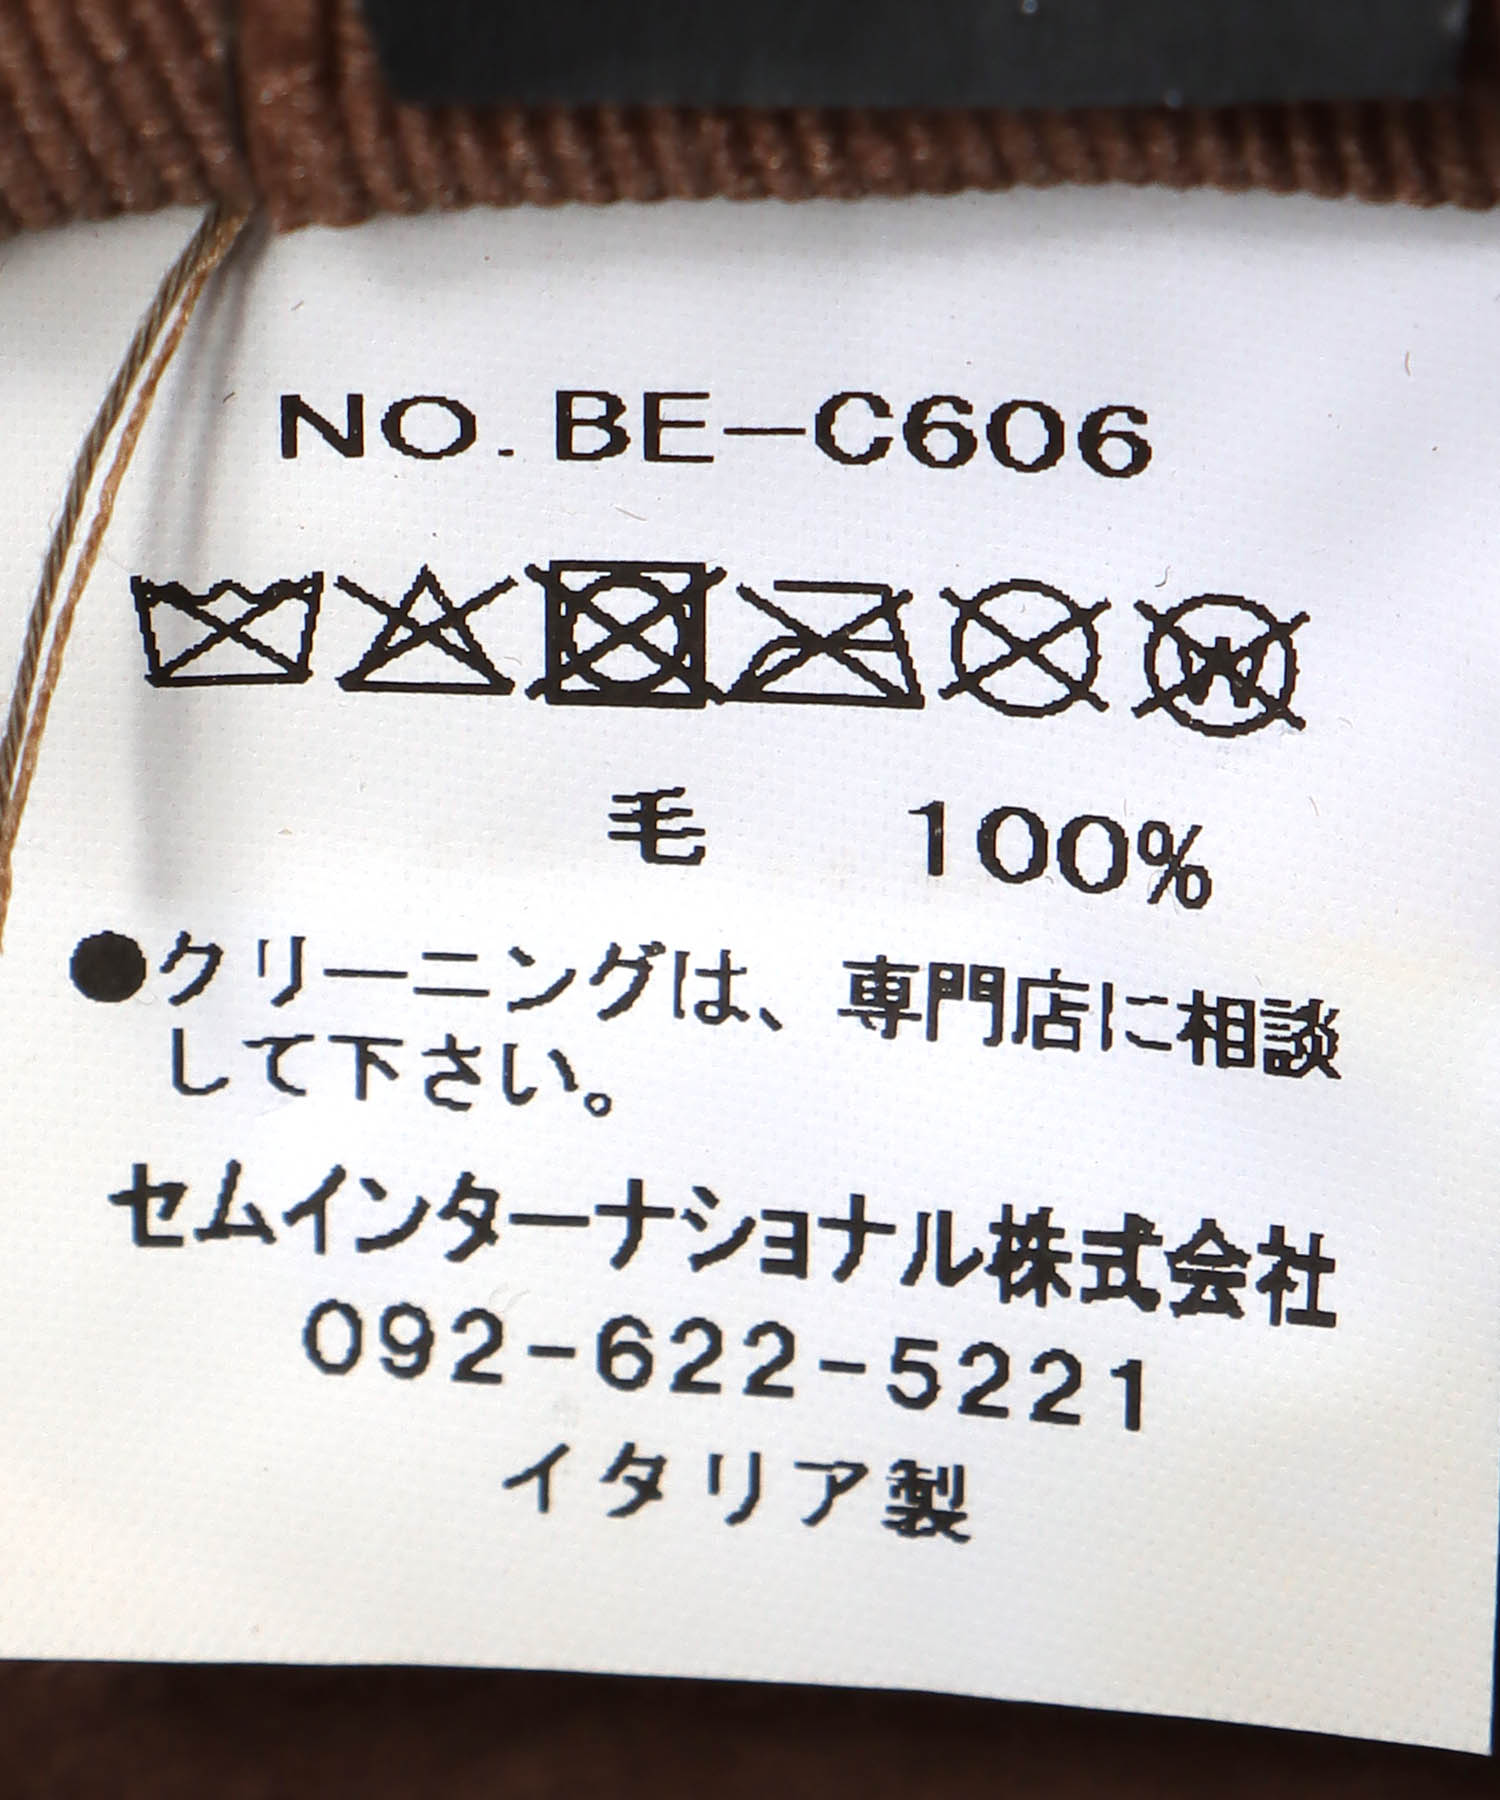 NO. BE-C606
毛 100%
●クリーニングは、専門店に相談
して下さい。
セムインターナショナル株式会社
092-622-5221
イタリア製